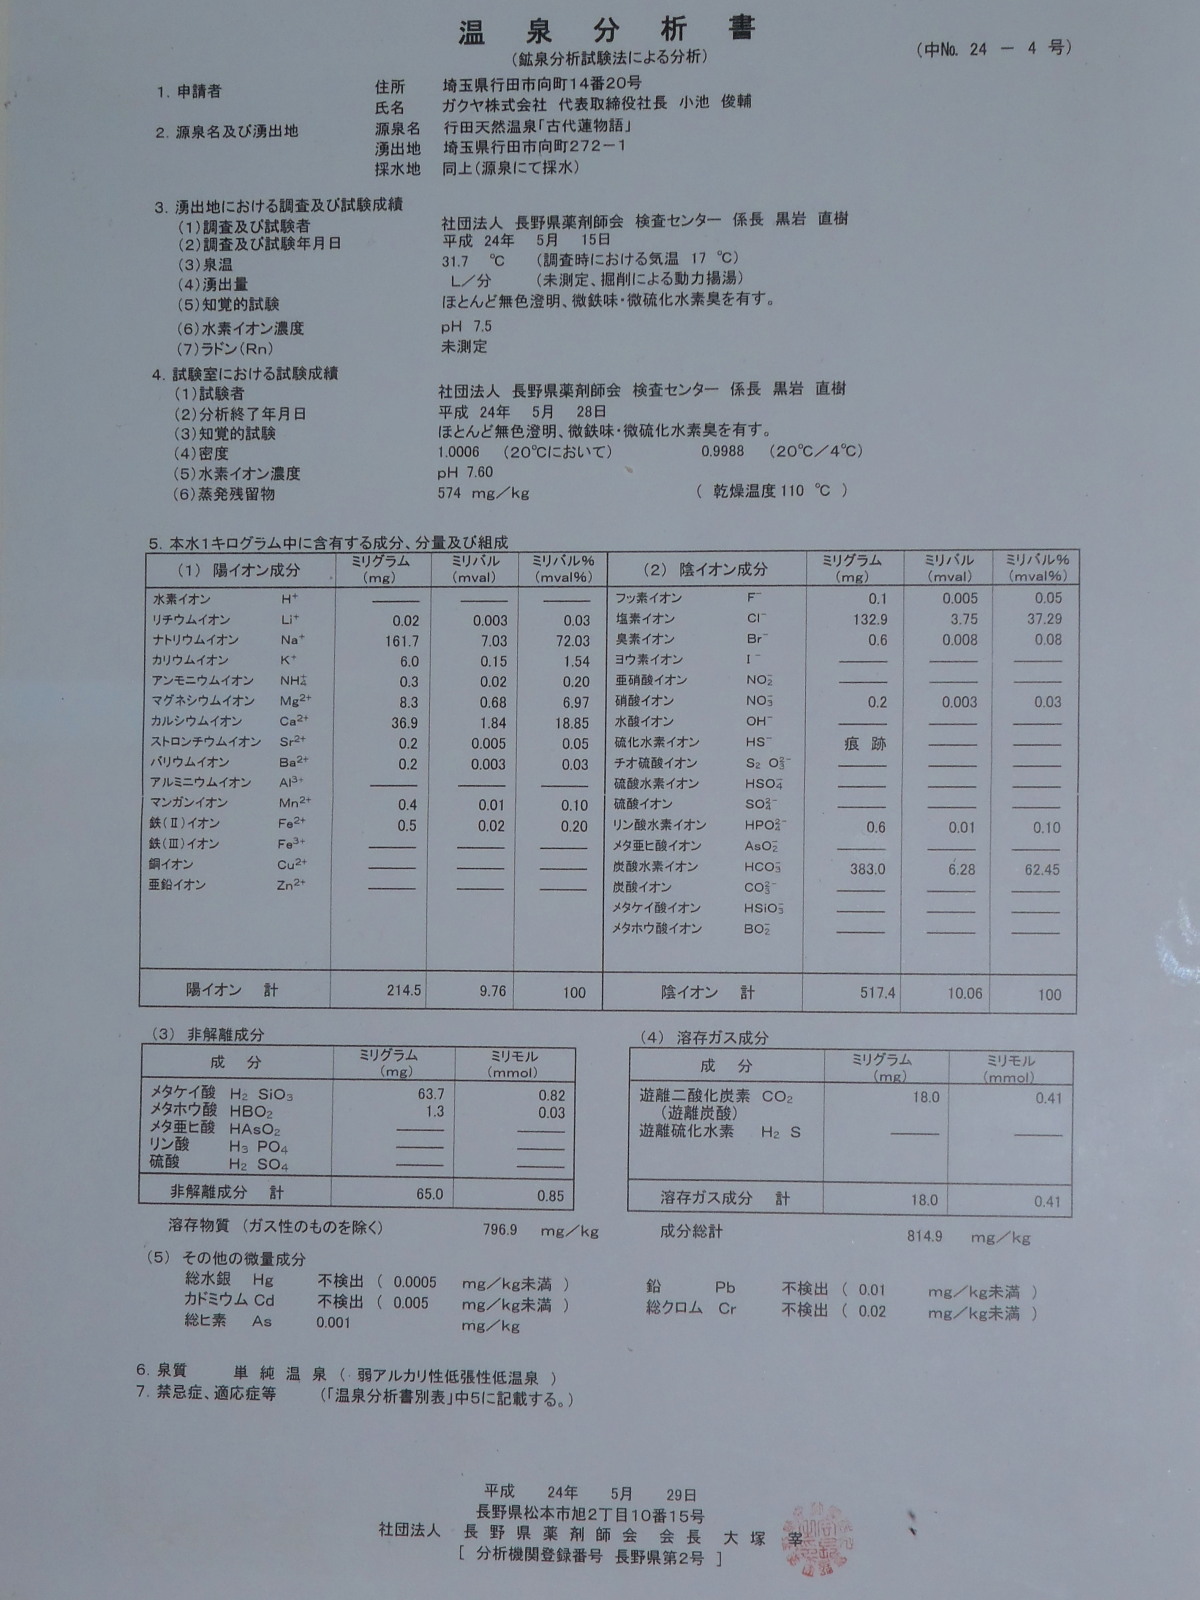 温泉分析書
(鉱泉分析試験法による分析)
(中No. 24 － 4 号)
1. 申請者 住所 埼玉県行田市向町14番20号
氏名 ガクヤ株式会社 代表取締役社長 小池 俊輔
2. 源泉名及び湧出地 源泉名 行田天然温泉「古代蓮物語」
湧出地 埼玉県行田市向町272－1
採水地 同上(源泉にて採水)
3. 湧出地における調査及び試験成績
(1)調査及び試験者 社団法人 長野県薬剤師会 検査センター 係長 黒岩 直樹
(2)調査及び試験年月日 平成 24年 5月 15日
(3)泉温 31.7 ℃ (調査時における気温 17 ℃)
(4)湧出量 L／分 (未測定、掘削による動力揚湯)
(5)知覚的試験 ほとんど無色澄明、微鉄味・微硫化水素臭を有す。
(6)水素イオン濃度 pH 7.5
(7)ラドン(Rn) 未測定
4. 試験室における試験成績
(1)試験者 社団法人 長野県薬剤師会 検査センター 係長 黒岩 直樹
(2)分析終了年月日 平成 24年 5月 28日
(3)知覚的試験 ほとんど無色澄明、微鉄味・微硫化水素臭を有す。
(4)密度 1.0006 (20℃において) 0.9988 (20℃／4℃)
(5)水素イオン濃度 pH 7.60
(6)蒸発残留物 574 mg／kg ( 乾燥温度110 ℃ )
5. 本水1キログラム中に含有する成分、分量及び組成
(1) 陽イオン成分 ミリグラム(mg) ミリバル(mval) ミリバル%(mval%)
水素イオン H⁺ ――― ――― ―――
リチウムイオン Li⁺ 0.02 0.003 0.03
ナトリウムイオン Na⁺ 161.7 7.03 72.03
カリウムイオン K⁺ 6.0 0.15 1.54
アンモニウムイオン NH₄⁺ 0.3 0.02 0.20
マグネシウムイオン Mg²⁺ 8.3 0.68 6.97
カルシウムイオン Ca²⁺ 36.9 1.84 18.85
ストロンチウムイオン Sr²⁺ 0.2 0.005 0.05
バリウムイオン Ba²⁺ 0.2 0.003 0.03
アルミニウムイオン Al³⁺ ――― ――― ―――
マンガンイオン Mn²⁺ 0.4 0.01 0.10
鉄(Ⅱ)イオン Fe²⁺ 0.5 0.02 0.20
鉄(Ⅲ)イオン Fe³⁺ ――― ――― ―――
銅イオン Cu²⁺ ――― ――― ―――
亜鉛イオン Zn²⁺ ――― ――― ―――
陽イオン 計 214.5 9.76 100
(2) 陰イオン成分 ミリグラム(mg) ミリバル(mval) ミリバル%(mval%)
フッ素イオン F⁻ 0.1 0.005 0.05
塩素イオン Cl⁻ 132.9 3.75 37.29
臭素イオン Br⁻ 0.6 0.008 0.08
ヨウ素イオン I⁻ ――― ――― ―――
亜硝酸イオン NO₂⁻ ――― ――― ―――
硝酸イオン NO₃⁻ 0.2 0.003 0.03
水酸イオン OH⁻ ――― ――― ―――
硫化水素イオン HS⁻ 痕跡 ――― ―――
チオ硫酸イオン S₂O₃²⁻ ――― ――― ―――
硫酸水素イオン HSO₄⁻ ――― ――― ―――
硫酸イオン SO₄²⁻ ――― ――― ―――
リン酸水素イオン HPO₄²⁻ 0.6 0.01 0.10
メタ亜ヒ酸イオン AsO₂⁻ ――― ――― ―――
炭酸水素イオン HCO₃⁻ 383.0 6.28 62.45
炭酸イオン CO₃²⁻ ――― ――― ―――
メタケイ酸イオン HSiO₃⁻ ――― ――― ―――
メタホウ酸イオン BO₂⁻ ――― ――― ―――
陰イオン 計 517.4 10.06 100
(3) 非解離成分
成 分 ミリグラム(mg) ミリモル(mmol)
メタケイ酸 H₂SiO₃ 63.7 0.82
メタホウ酸 HBO₂ 1.3 0.03
メタ亜ヒ酸 HAsO₂ ――― ―――
リン酸 H₃PO₄ ――― ―――
硫酸 H₂SO₄ ――― ―――
非解離成分 計 65.0 0.85
(4) 溶存ガス成分
成 分 ミリグラム(mg) ミリモル(mmol)
遊離二酸化炭素 CO₂ 18.0 0.41
(遊離炭酸)
遊離硫化水素 H₂S ――― ―――
溶存ガス成分 計 18.0 0.41
溶存物質 (ガス性のものを除く) 796.9 mg／kg 成分総計 814.9 mg／kg
(5) その他の微量成分
総水銀 Hg 不検出 ( 0.0005 mg／kg未満 ) 鉛 Pb 不検出 ( 0.01 mg／kg未満 )
カドミウム Cd 不検出 ( 0.005 mg／kg未満 ) 総クロム Cr 不検出 ( 0.02 mg／kg未満 )
総ヒ素 As 0.001 mg／kg
6. 泉質 単純温泉 ( 弱アルカリ性低張性低温泉 )
7. 禁忌症、適応症等 (「温泉分析書別表」中5に記載する。)
平成 24年 5月 29日
長野県松本市旭2丁目10番15号
社団法人 長野県薬剤師会 会長 大塚 宰
[ 分析機関登録番号 長野県第2号 ]